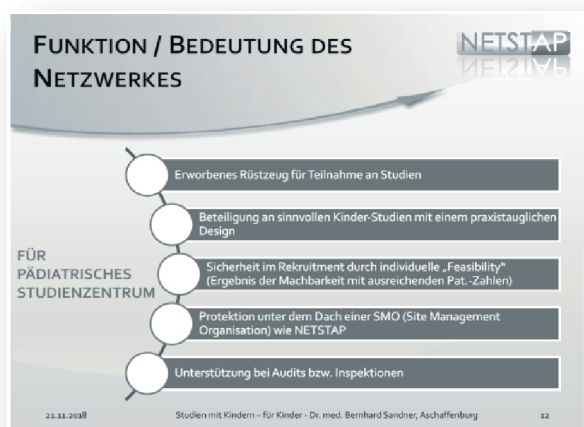 FUNKTION / BEDEUTUNG DES
NETZWERKES
NETSTAP
Erworbenes Rüstzeug für Teilnahme an Studien
Beteiligung an sinnvollen Kinder-Studien mit einem praxistauglichen
Design
FÜR
PÄDIATRISCHES
STUDIENZENTRUM
Sicherheit im Rekruitment durch individuelle „Feasibility“
(Ergebnis der Machbarkeit mit ausreichenden Pat.-Zahlen)
Protektion unter dem Dach einer SMO (Site Management
Organisation) wie NETSTAP
Unterstützung bei Audits bzw. Inspektionen
21.11.2018
Studien mit Kindern – für Kinder - Dr. med. Bernhard Sandner, Aschaffenburg
12